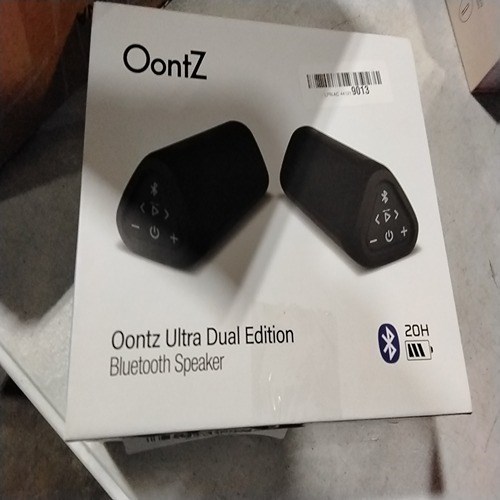 OontZ
9013
Oontz Ultra Dual Edition
Bluetooth Speaker
20H